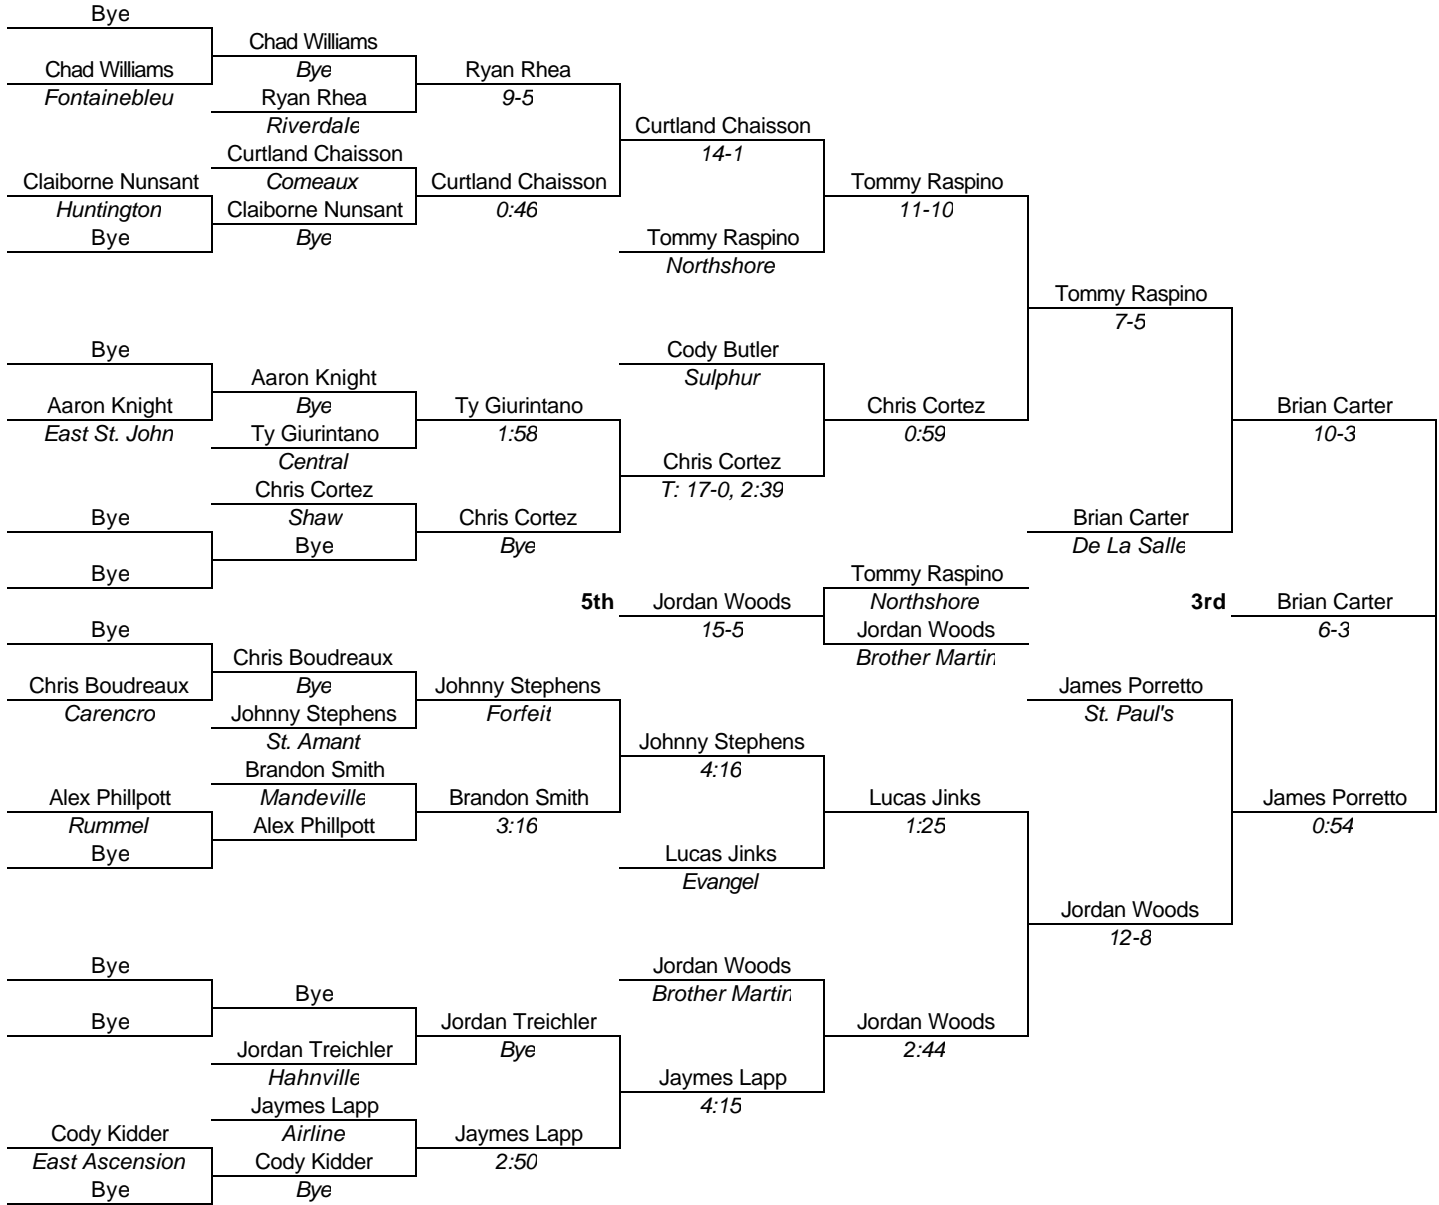 Bye
Chad Williams
Chad Williams
Bye
Ryan Rhea
Fontainebleu
Ryan Rhea
9-5
Riverdale
Curtland Chaisson
Curtland Chaisson
14-1
Claiborne Nunsant
Comeaux
Curtland Chaisson
Tommy Raspino
Huntington
Claiborne Nunsant
0:46
11-10
Bye
Bye
Tommy Raspino
Northshore
Tommy Raspino
7-5
Bye
Cody Butler
Aaron Knight
Sulphur
Aaron Knight
Bye
Ty Giurintano
Chris Cortez
Brian Carter
East St. John
Ty Giurintano
1:58
0:59
10-3
Central
Chris Cortez
Chris Cortez
T: 17-0, 2:39
Bye
Shaw
Chris Cortez
Brian Carter
Bye
Bye
De La Salle
Bye
Tommy Raspino
5th
Jordan Woods
Northshore
3rd
Brian Carter
Bye
15-5
Jordan Woods
6-3
Chris Boudreaux
Brother Martin
Chris Boudreaux
Bye
Johnny Stephens
James Porretto
Carencro
Johnny Stephens
Forfeit
St. Paul's
St. Amant
Johnny Stephens
Brandon Smith
4:16
Alex Phillpott
Mandeville
Brandon Smith
Lucas Jinks
James Porretto
Rummel
Alex Phillpott
3:16
1:25
0:54
Bye
Lucas Jinks
Evangel
Jordan Woods
12-8
Bye
Jordan Woods
Bye
Brother Martin
Bye
Jordan Treichler
Jordan Woods
Jordan Treichler
Bye
2:44
Hahnville
Jaymes Lapp
Jaymes Lapp
4:15
Cody Kidder
Airline
Jaymes Lapp
East Ascension
Cody Kidder
2:50
Bye
Bye